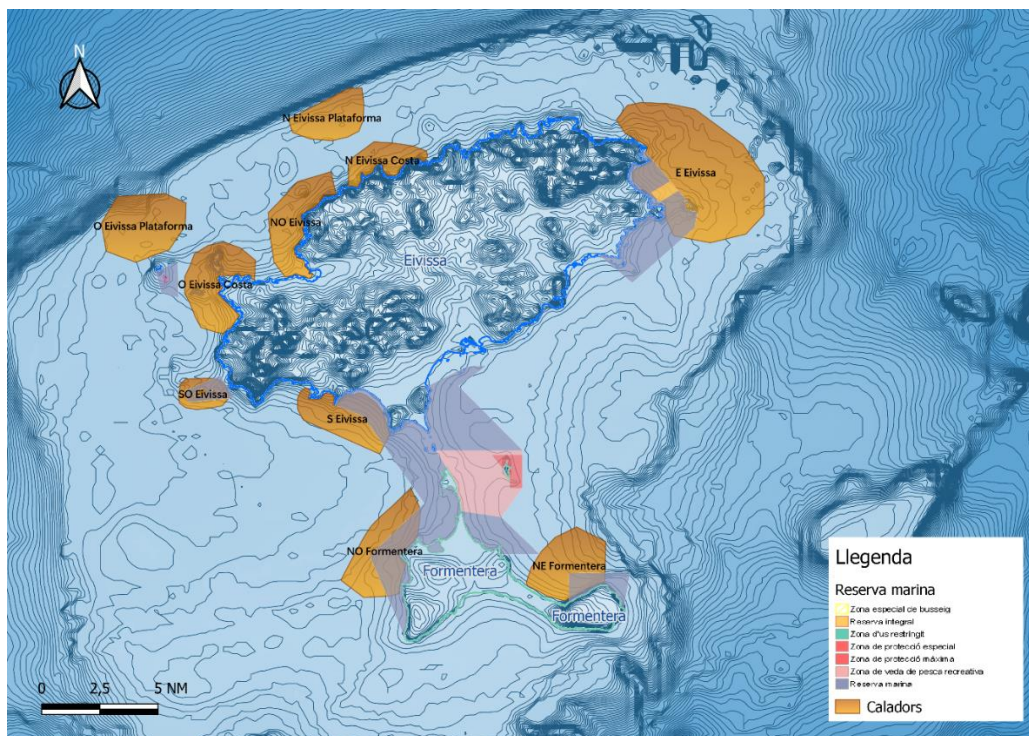 N
N Eivissa Plataforma
N Eivissa Costa
E Eivissa
NO Eivissa
O Eivissa Plataforma
Eivissa
O Eivissa Costa
SO Eivissa
S Eivissa
NO Formentera
NE Formentera
Formentera
Formentera
0 2,5 5 NM
Llegenda
Reserva marina
Zona especial de busseig
Reserva integral
Zona d'us restringit
Zona de protecció especial
Zona de protecció máxima
Zona de veda de pesca recreativa
Reserva marina
Caladors